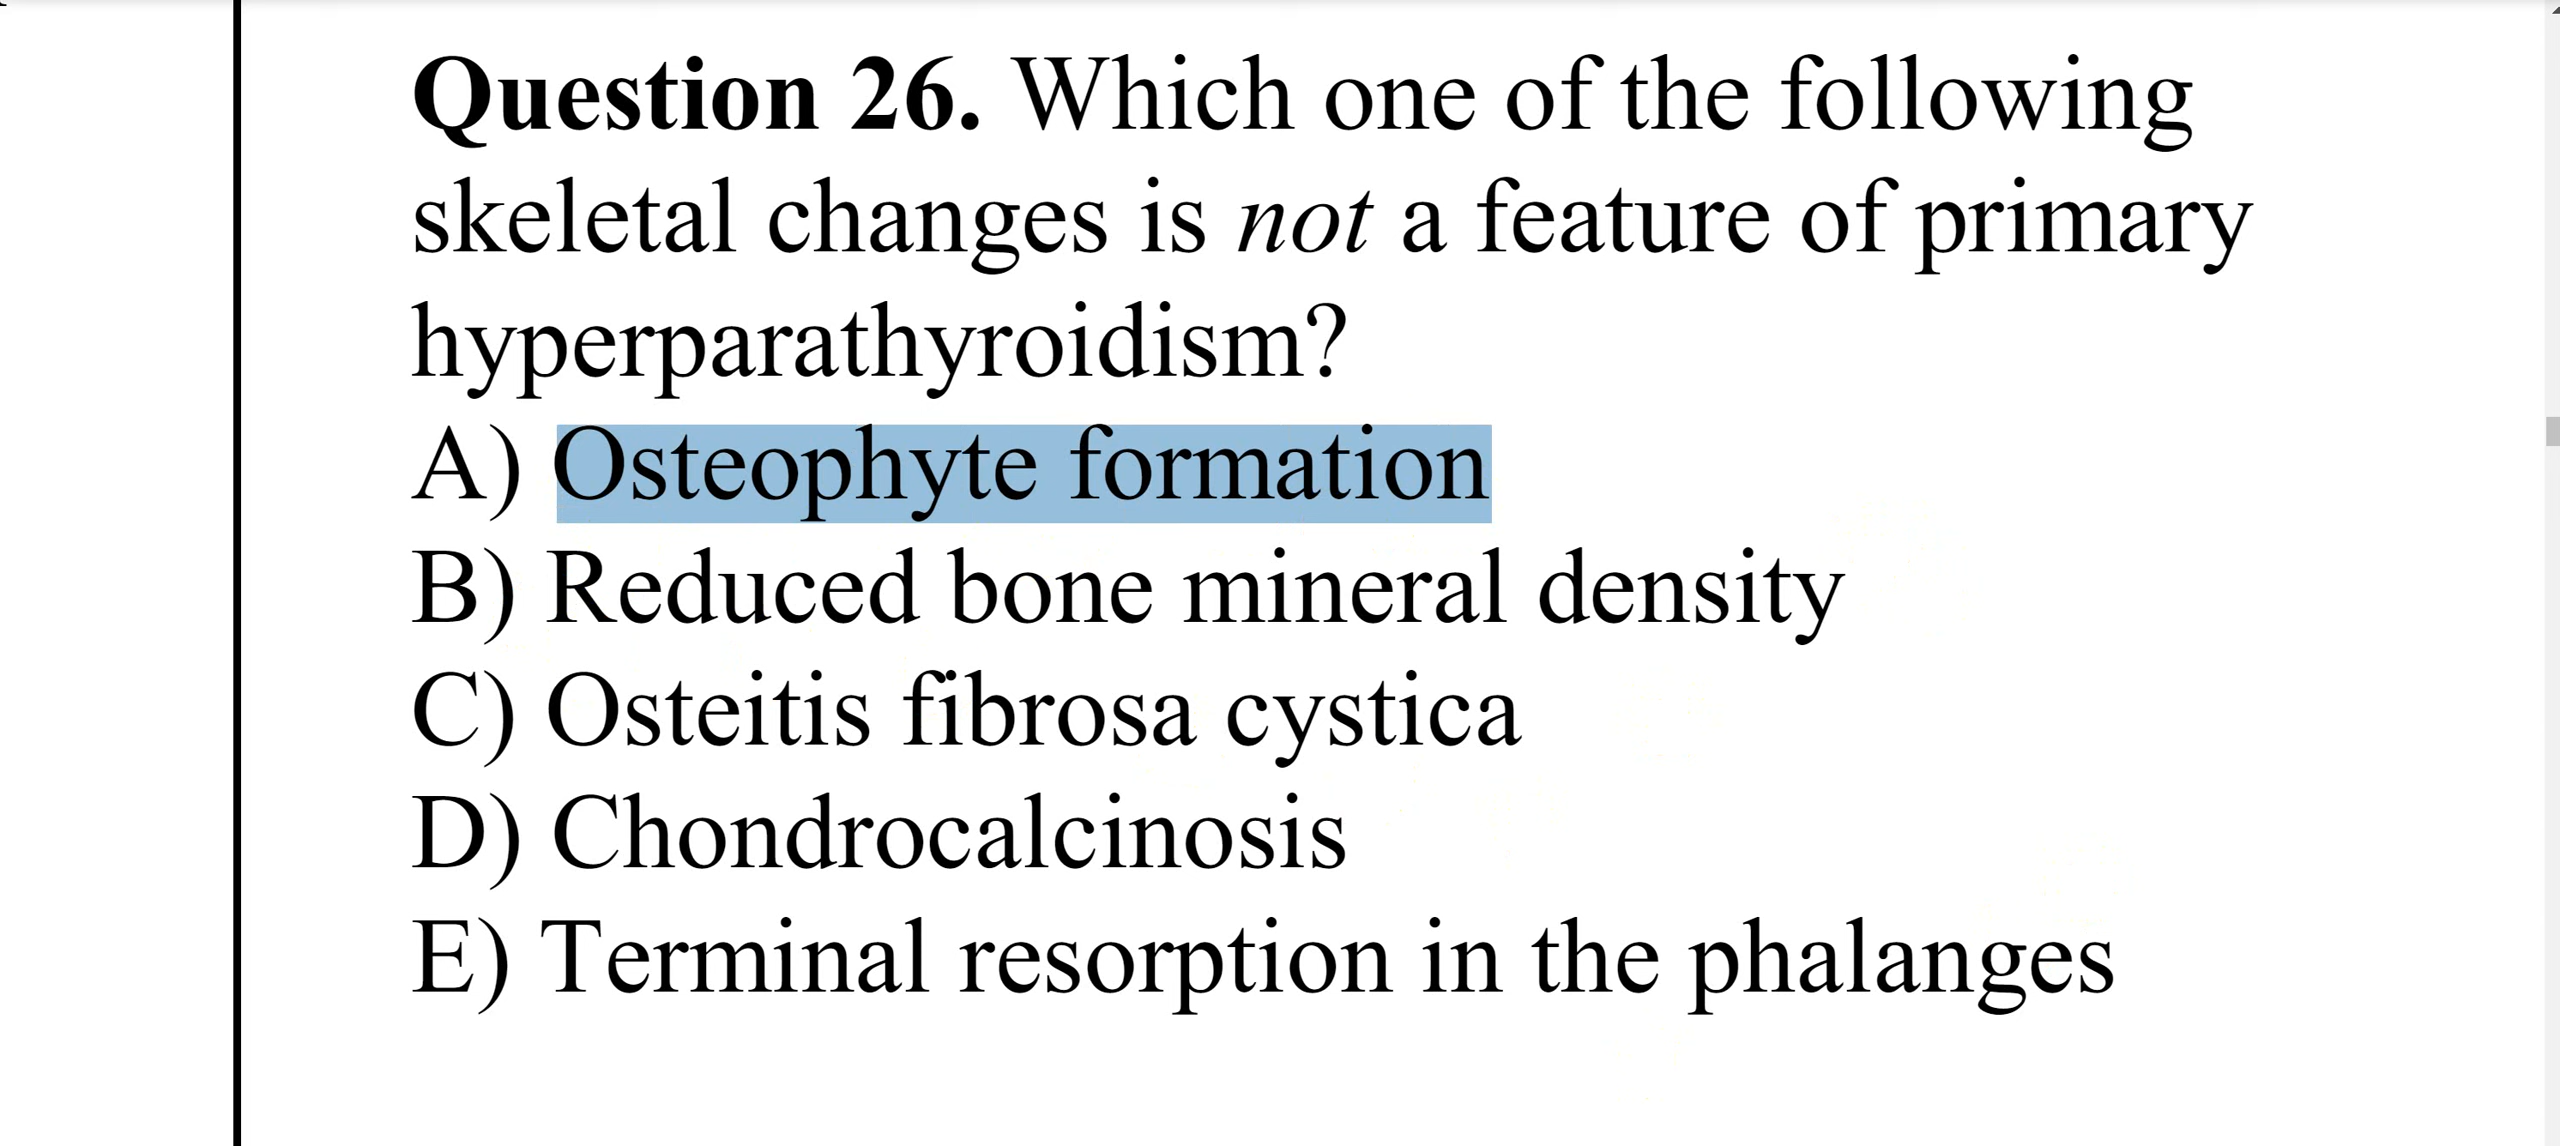 Question 26. Which one of the following
skeletal changes is not a feature of primary
hyperparathyroidism?
A) Osteophyte formation
B) Reduced bone mineral density
C) Osteitis fibrosa cystica
D) Chondrocalcinosis
E) Terminal resorption in the phalanges